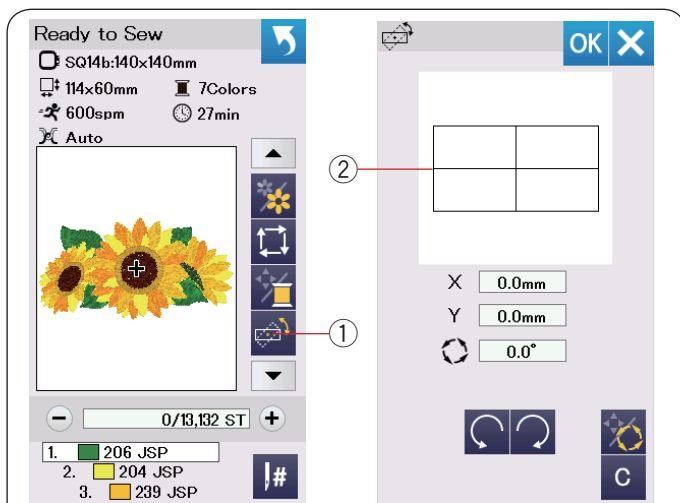 Ready to Sew
SQ14b:140x140mm
114x60mm 7Colors
600spm 27min
Auto
①
0/13,132 ST
1. 206 JSP
2. 204 JSP
3. 239 JSP
#
OK
②
X 0.0mm
Y 0.0mm
0.0°
C